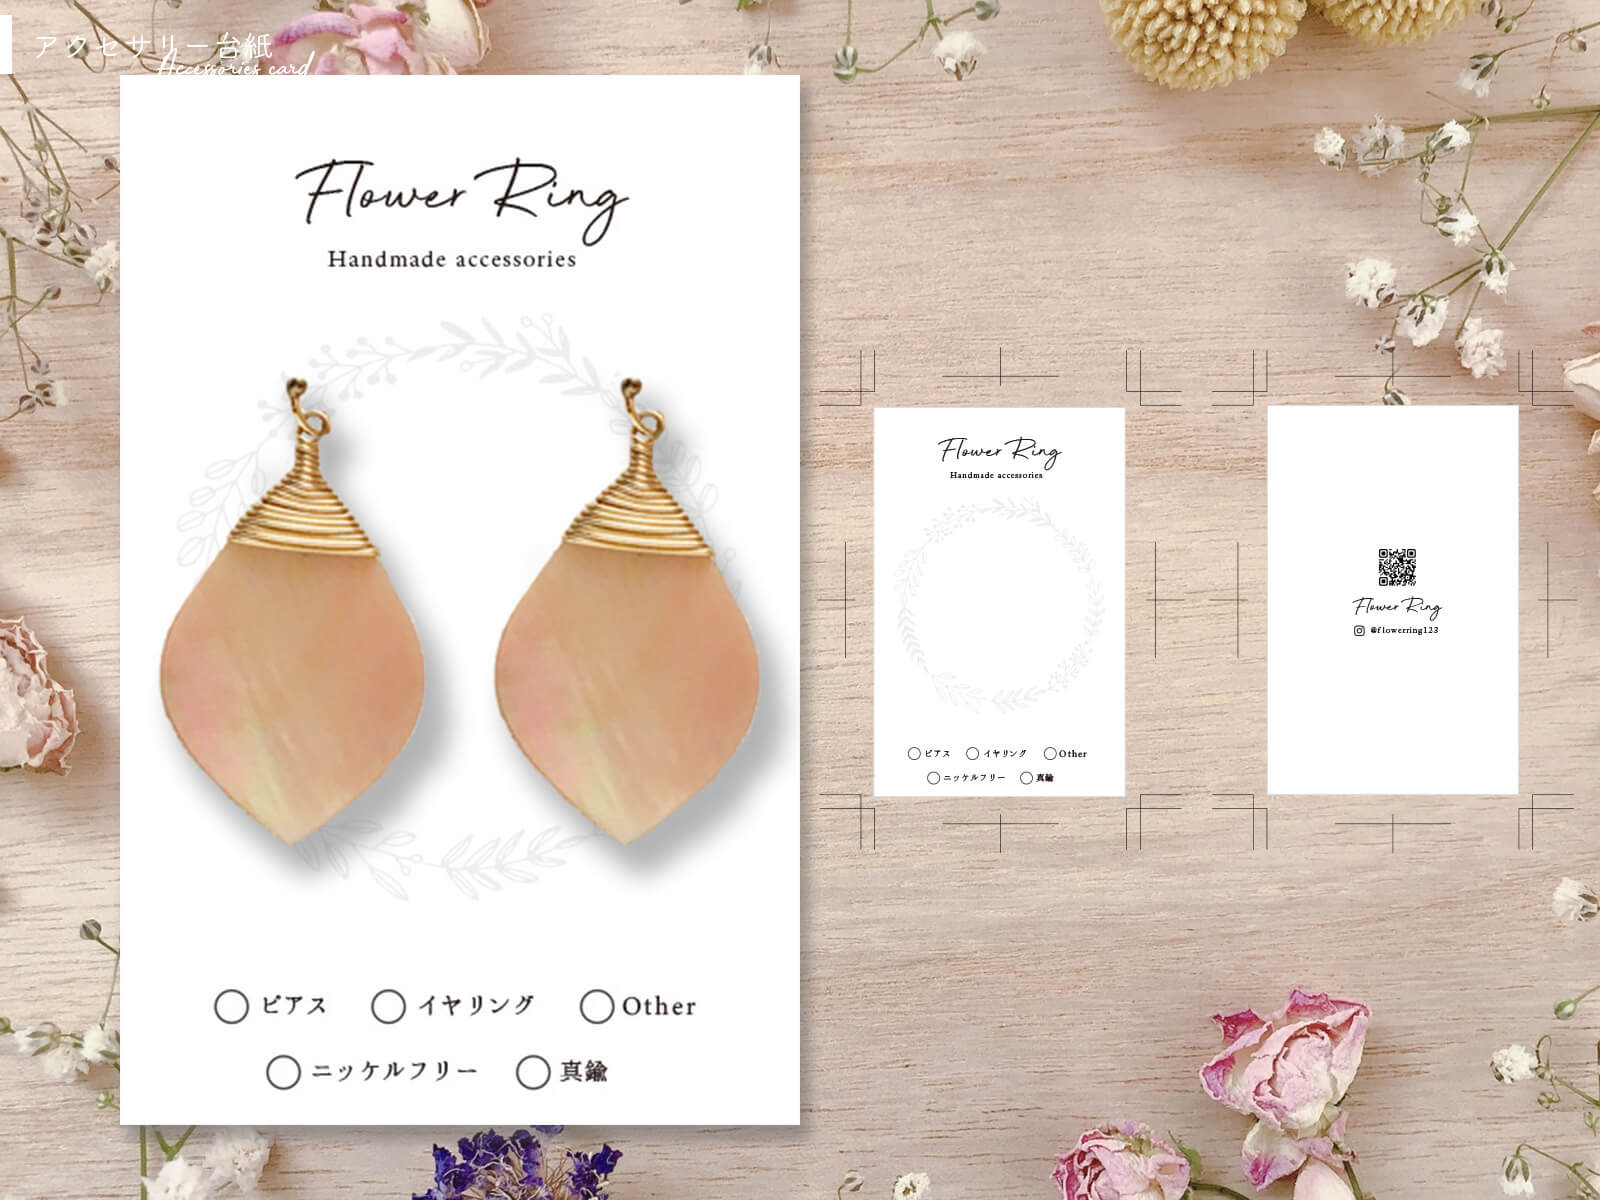 アクセサリー台紙
Accessories card
Flower Ring
Handmade accessories
ピアス イヤリング Other
ニッケルフリー 真鍮
Flower Ring
Handmade accessories
ピアス イヤリング Other
ニッケルフリー 真鍮
Flower Ring
@flowerring123